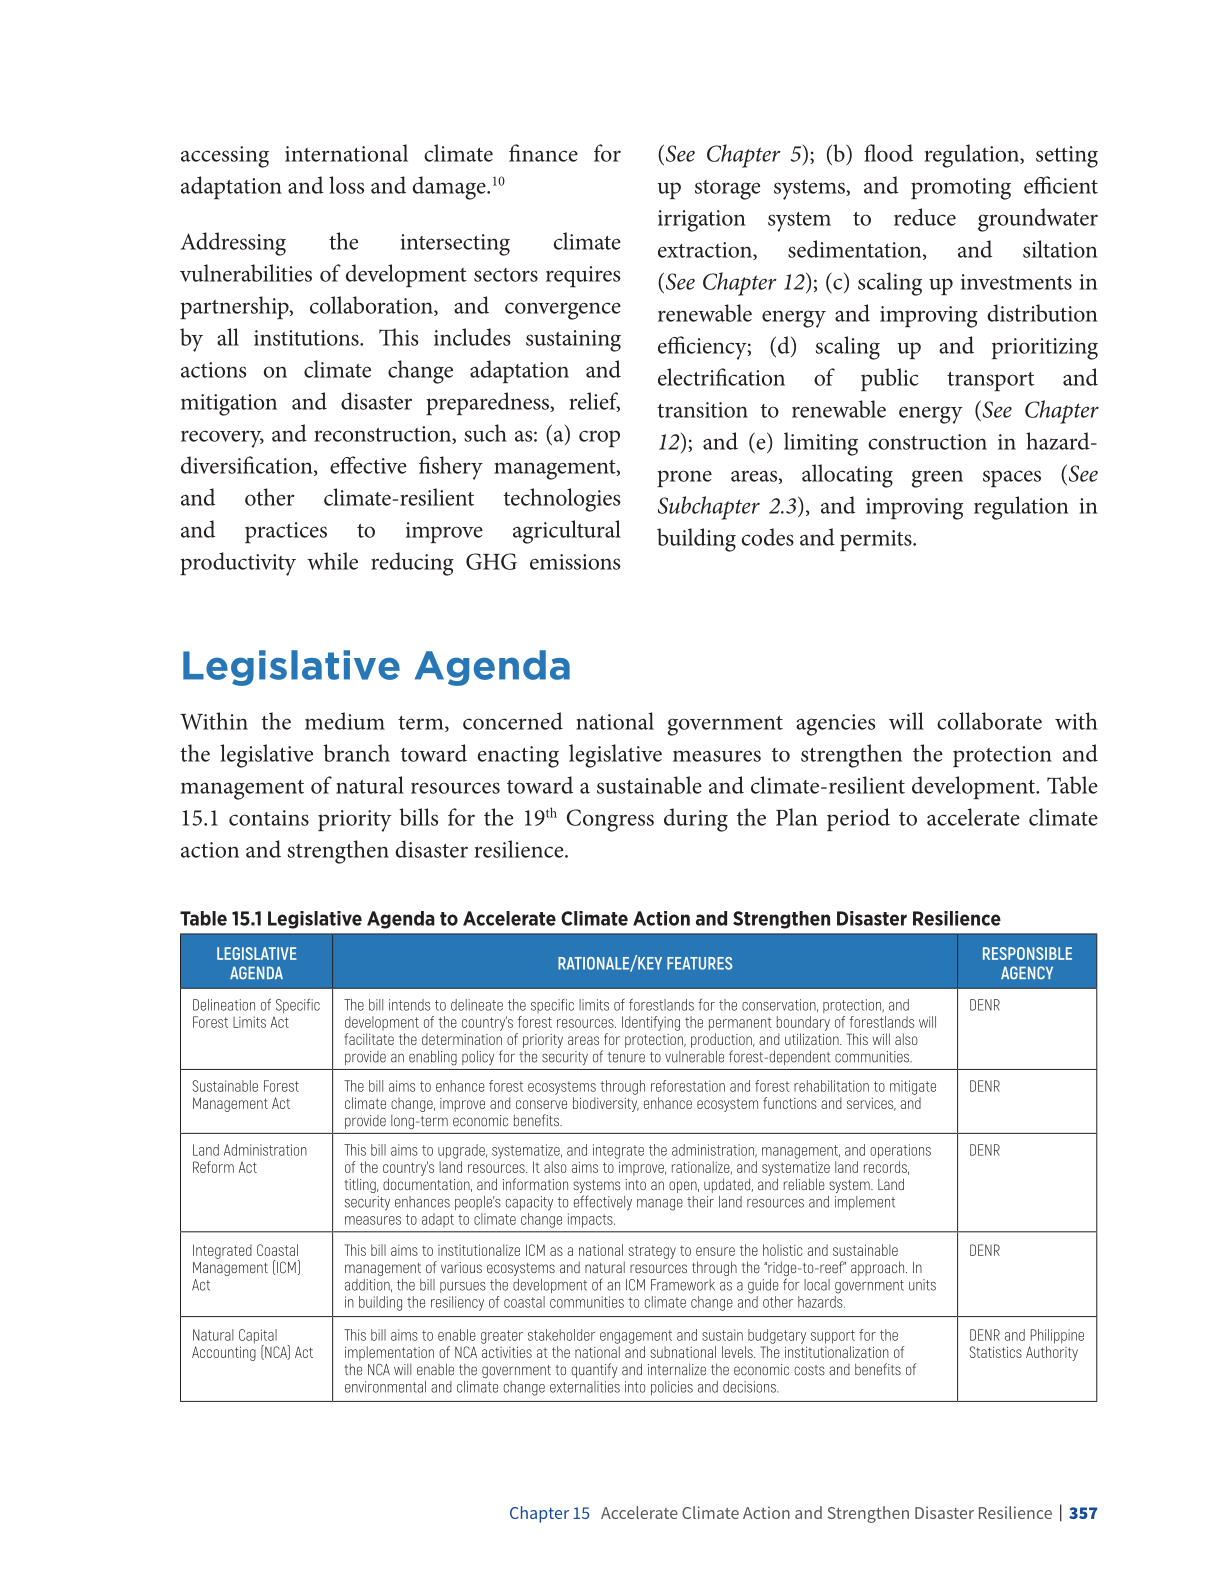 accessing international climate finance for
adaptation and loss and damage.10
Addressing the intersecting climate
vulnerabilities of development sectors requires
partnership, collaboration, and convergence
by all institutions. This includes sustaining
actions on climate change adaptation and
mitigation and disaster preparedness, relief,
recovery, and reconstruction, such as: (a) crop
diversification, effective fishery management,
and other climate-resilient technologies
and practices to improve agricultural
productivity while reducing GHG emissions
(See Chapter 5); (b) flood regulation, setting
up storage systems, and promoting efficient
irrigation system to reduce groundwater
extraction, sedimentation, and siltation
(See Chapter 12); (c) scaling up investments in
renewable energy and improving distribution
efficiency; (d) scaling up and prioritizing
electrification of public transport and
transition to renewable energy (See Chapter
12); and (e) limiting construction in hazard-
prone areas, allocating green spaces (See
Subchapter 2.3), and improving regulation in
building codes and permits.
Legislative Agenda
Within the medium term, concerned national government agencies will collaborate with
the legislative branch toward enacting legislative measures to strengthen the protection and
management of natural resources toward a sustainable and climate-resilient development. Table
15.1 contains priority bills for the 19th Congress during the Plan period to accelerate climate
action and strengthen disaster resilience.
Table 15.1 Legislative Agenda to Accelerate Climate Action and Strengthen Disaster Resilience
LEGISLATIVE
AGENDA
RATIONALE/KEY FEATURES
RESPONSIBLE
AGENCY
Delineation of Specific
Forest Limits Act
The bill intends to delineate the specific limits of forestlands for the conservation, protection, and
development of the country's forest resources. Identifying the permanent boundary of forestlands will
facilitate the determination of priority areas for protection, production, and utilization. This will also
provide an enabling policy for the security of tenure to vulnerable forest-dependent communities.
DENR
Sustainable Forest
Management Act
The bill aims to enhance forest ecosystems through reforestation and forest rehabilitation to mitigate
climate change, improve and conserve biodiversity, enhance ecosystem functions and services, and
provide long-term economic benefits.
DENR
Land Administration
Reform Act
This bill aims to upgrade, systematize, and integrate the administration, management, and operations
of the country's land resources. It also aims to improve, rationalize, and systematize land records,
titling, documentation, and information systems into an open, updated, and reliable system. Land
security enhances people's capacity to effectively manage their land resources and implement
measures to adapt to climate change impacts.
DENR
Integrated Coastal
Management (ICM)
Act
This bill aims to institutionalize ICM as a national strategy to ensure the holistic and sustainable
management of various ecosystems and natural resources through the “ridge-to-reef” approach. In
addition, the bill pursues the development of an ICM Framework as a guide for local government units
in building the resiliency of coastal communities to climate change and other hazards.
DENR
Natural Capital
Accounting (NCA) Act
This bill aims to enable greater stakeholder engagement and sustain budgetary support for the
implementation of NCA activities at the national and subnational levels. The institutionalization of
the NCA will enable the government to quantify and internalize the economic costs and benefits of
environmental and climate change externalities into policies and decisions.
DENR and Philippine
Statistics Authority
Chapter 15 Accelerate Climate Action and Strengthen Disaster Resilience | 357